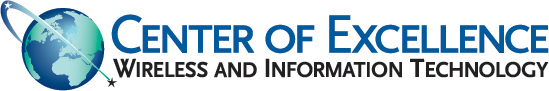 Center of Excellence
Wireless and Information Technology